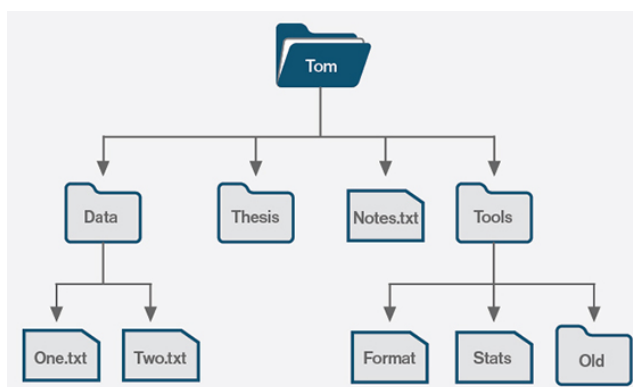 Tom
Data
Thesis
Notes.txt
Tools
One.txt
Two.txt
Format
Stats
Old